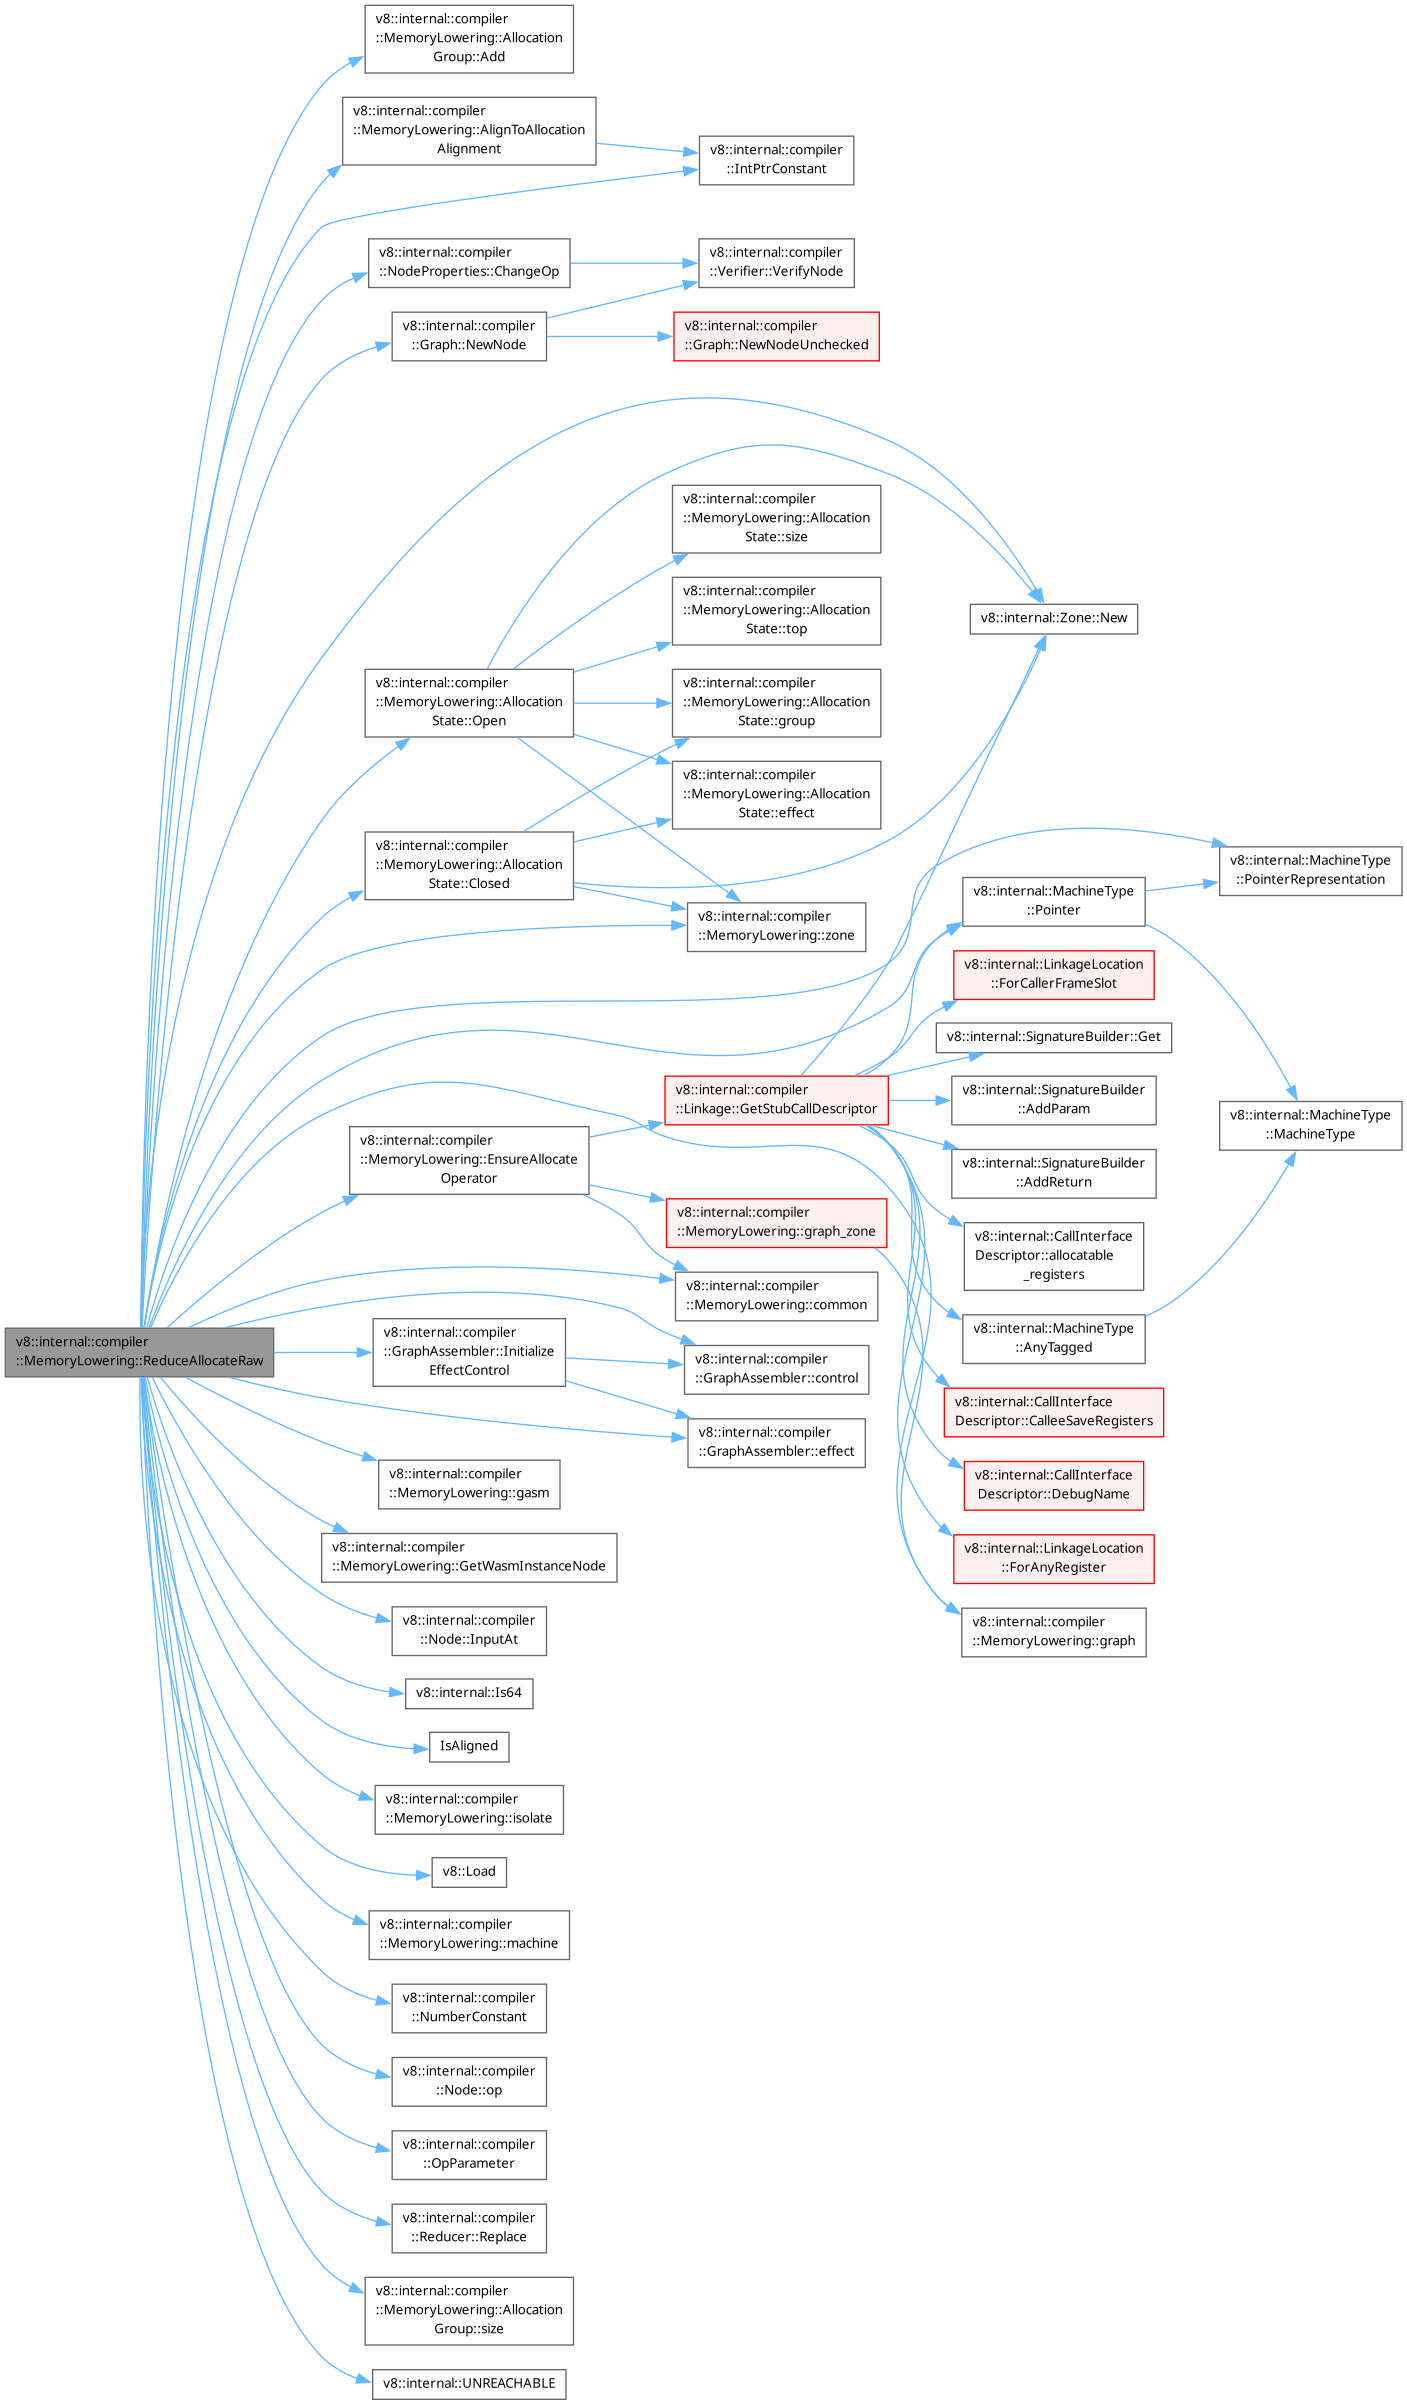 v8::internal::compiler
::MemoryLowering::Allocation
Group::Add
v8::internal::compiler
::MemoryLowering::AlignToAllocation
Alignment
v8::internal::compiler
::IntPtrConstant
v8::internal::compiler
::NodeProperties::ChangeOp
v8::internal::compiler
::Verifier::VerifyNode
v8::internal::compiler
::Graph::NewNode
v8::internal::compiler
::Graph::NewNodeUnchecked
v8::internal::compiler
::MemoryLowering::Allocation
State::size
v8::internal::compiler
::MemoryLowering::Allocation
State::top
v8::internal::Zone::New
v8::internal::compiler
::MemoryLowering::Allocation
State::Open
v8::internal::compiler
::MemoryLowering::Allocation
State::group
v8::internal::compiler
::MemoryLowering::Allocation
State::effect
v8::internal::compiler
::MemoryLowering::Allocation
State::Closed
v8::internal::MachineType
::PointerRepresentation
v8::internal::compiler
::MemoryLowering::zone
v8::internal::MachineType
::Pointer
v8::internal::LinkageLocation
::ForCallerFrameSlot
v8::internal::SignatureBuilder::Get
v8::internal::compiler
::Linkage::GetStubCallDescriptor
v8::internal::SignatureBuilder
::AddParam
v8::internal::MachineType
::MachineType
v8::internal::compiler
::MemoryLowering::EnsureAllocate
Operator
v8::internal::SignatureBuilder
::AddReturn
v8::internal::compiler
::MemoryLowering::graph_zone
v8::internal::CallInterface
Descriptor::allocatable
_registers
v8::internal::compiler
::MemoryLowering::common
v8::internal::MachineType
::AnyTagged
v8::internal::compiler
::MemoryLowering::ReduceAllocateRaw
v8::internal::compiler
::GraphAssembler::Initialize
EffectControl
v8::internal::compiler
::GraphAssembler::control
v8::internal::CallInterface
Descriptor::CalleeSaveRegisters
v8::internal::compiler
::GraphAssembler::effect
v8::internal::CallInterface
Descriptor::DebugName
v8::internal::compiler
::MemoryLowering::gasm
v8::internal::LinkageLocation
::ForAnyRegister
v8::internal::compiler
::MemoryLowering::GetWasmInstanceNode
v8::internal::compiler
::MemoryLowering::graph
v8::internal::compiler
::Node::InputAt
v8::internal::Is64
IsAligned
v8::internal::compiler
::MemoryLowering::isolate
v8::Load
v8::internal::compiler
::MemoryLowering::machine
v8::internal::compiler
::NumberConstant
v8::internal::compiler
::Node::op
v8::internal::compiler
::OpParameter
v8::internal::compiler
::Reducer::Replace
v8::internal::compiler
::MemoryLowering::Allocation
Group::size
v8::internal::UNREACHABLE